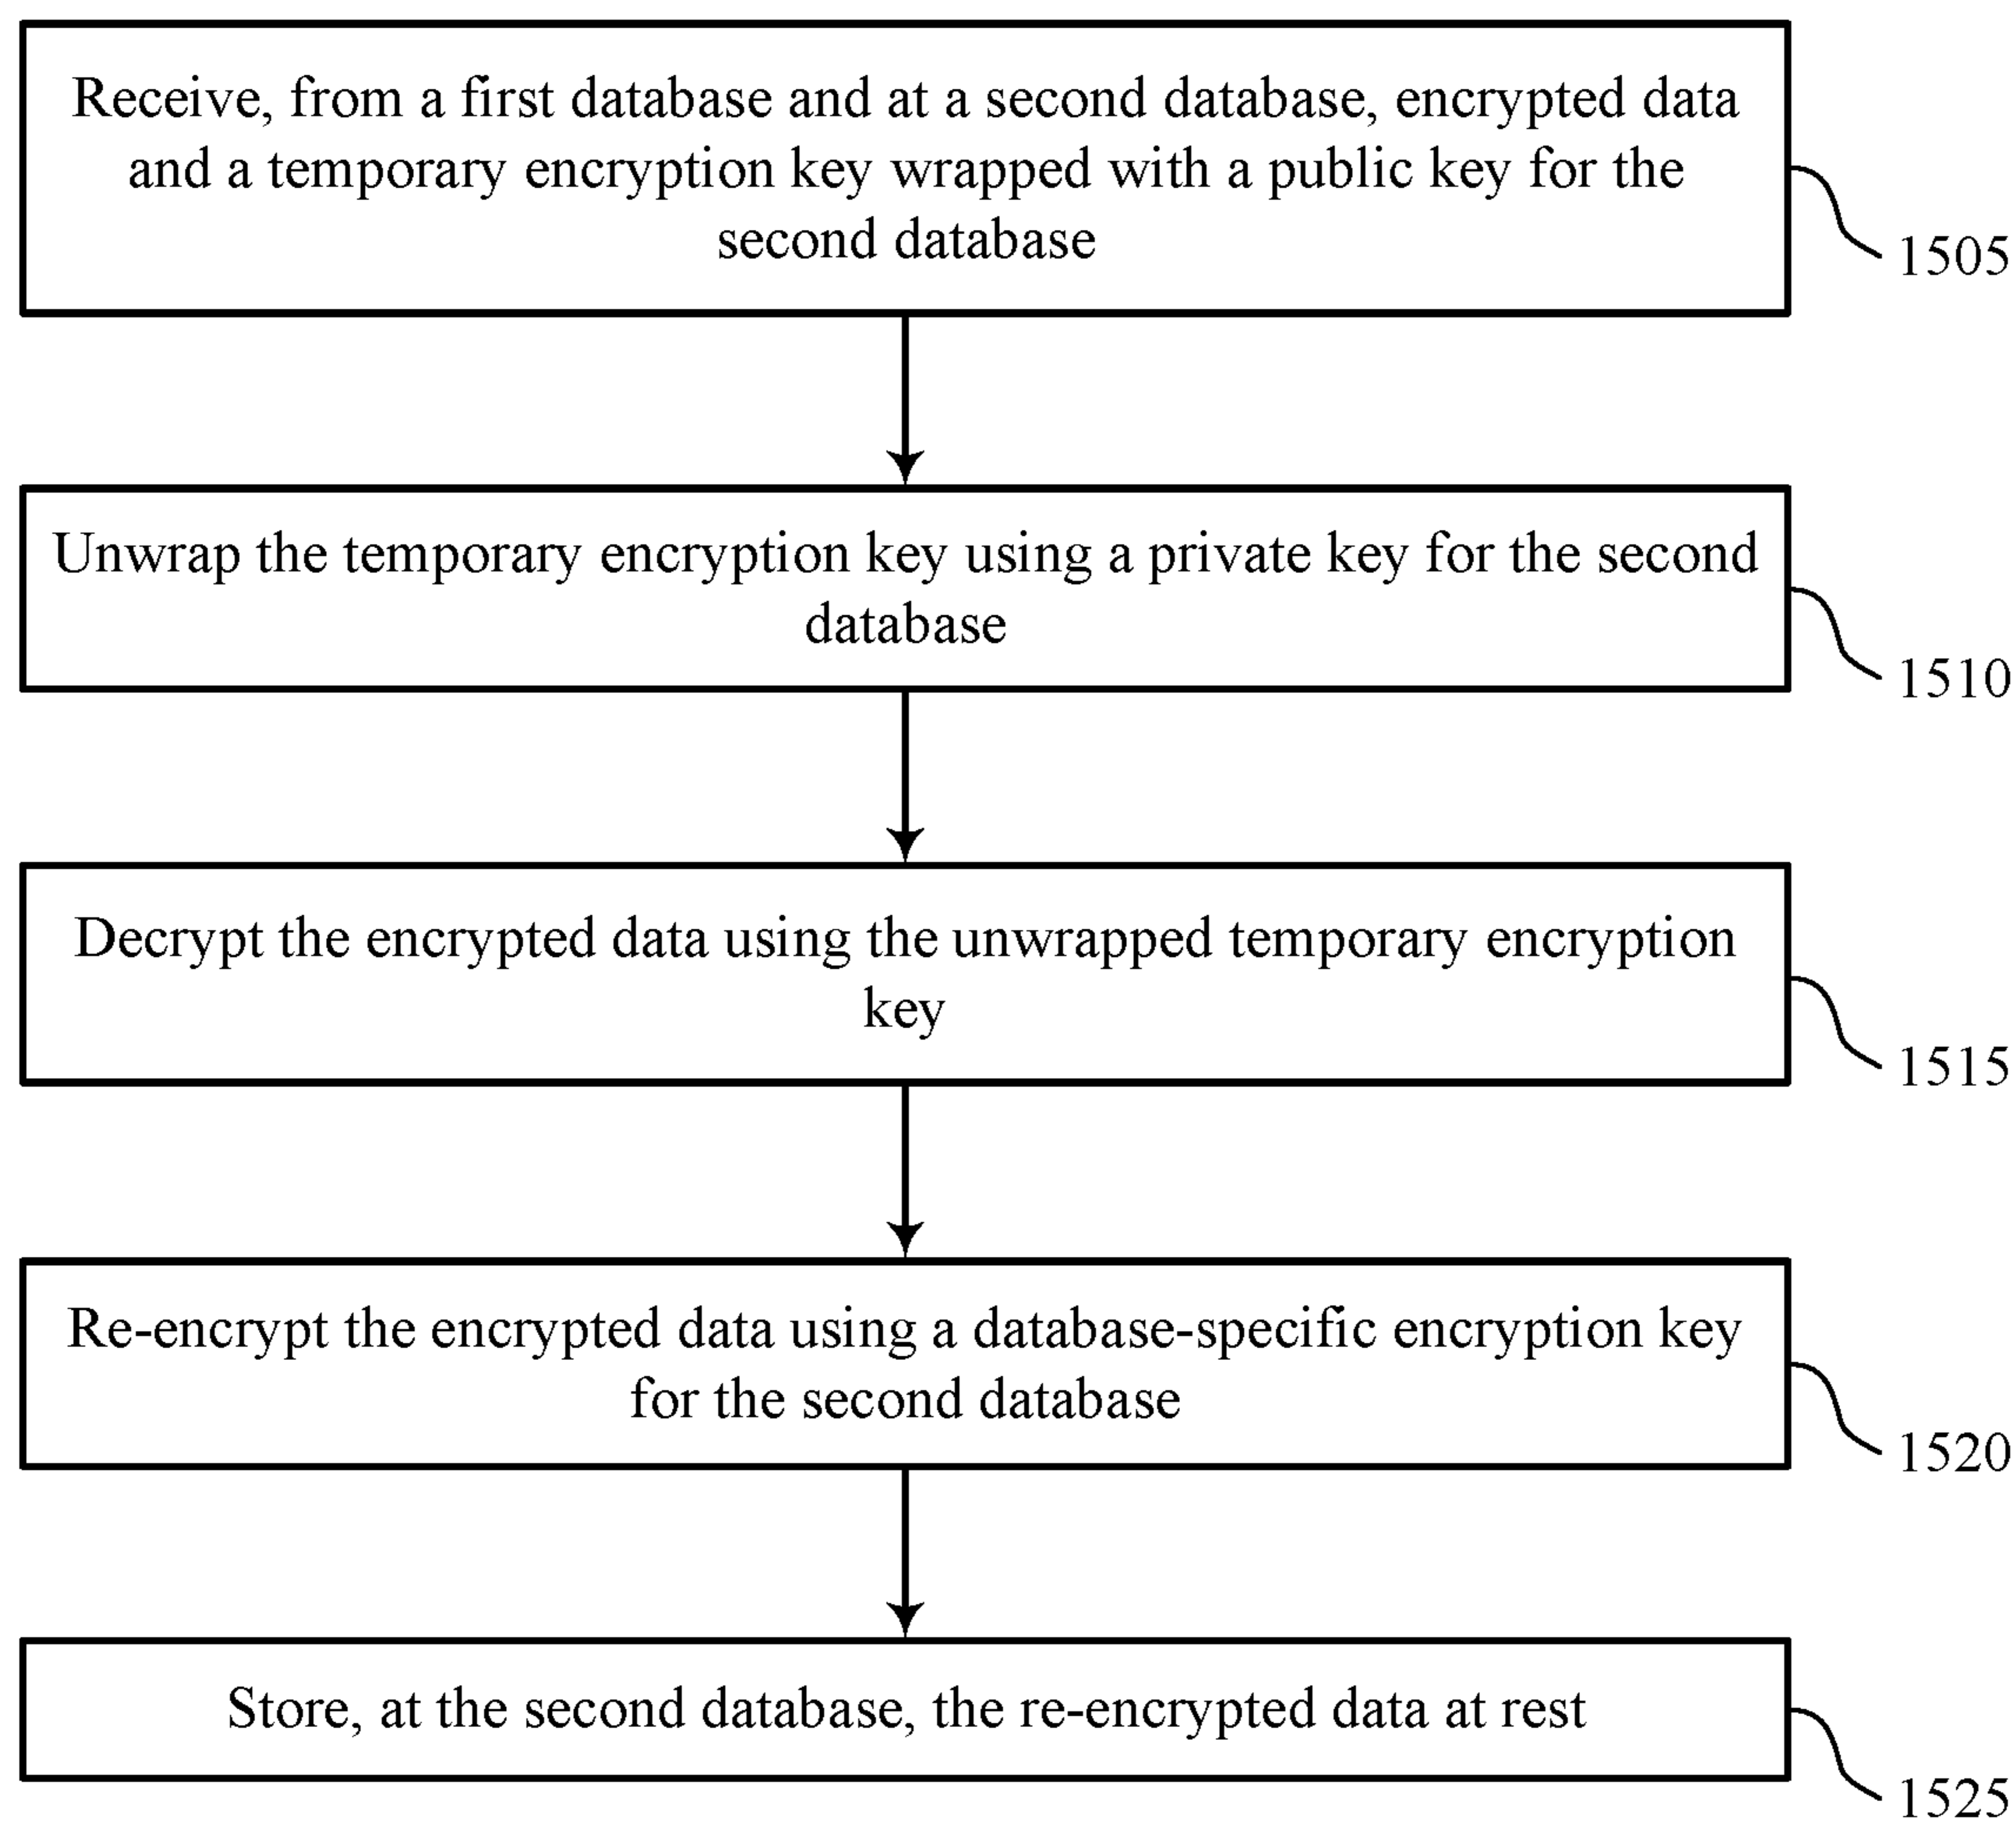 Receive, from a first database and at a second database, encrypted data
and a temporary encryption key wrapped with a public key for the
second database
1505
Unwrap the temporary encryption key using a private key for the second
database
1510
Decrypt the encrypted data using the unwrapped temporary encryption
key
1515
Re-encrypt the encrypted data using a database-specific encryption key
for the second database
1520
Store, at the second database, the re-encrypted data at rest
1525